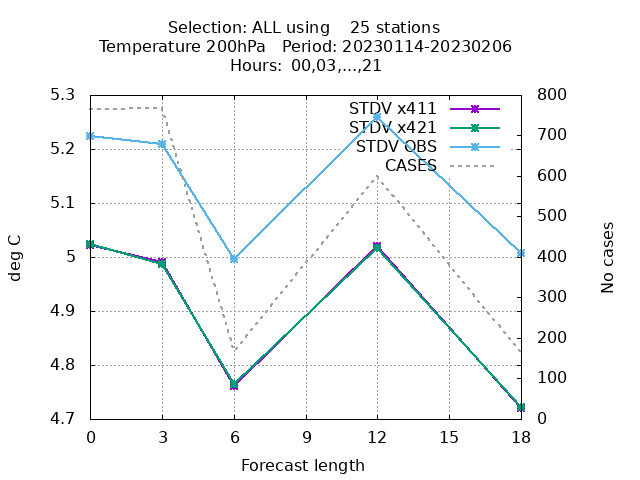 Selection: ALL using    25 stations
Temperature 200hPa   Period: 20230114-20230206
Hours:  00,03,...,21
5.3
5.2
5.1
5
4.9
4.8
4.7
deg C
800
700
600
500
400
300
200
100
0
No cases
STDV x411
STDV x421
STDV OBS
CASES
0 3 6 9 12 15 18
Forecast length